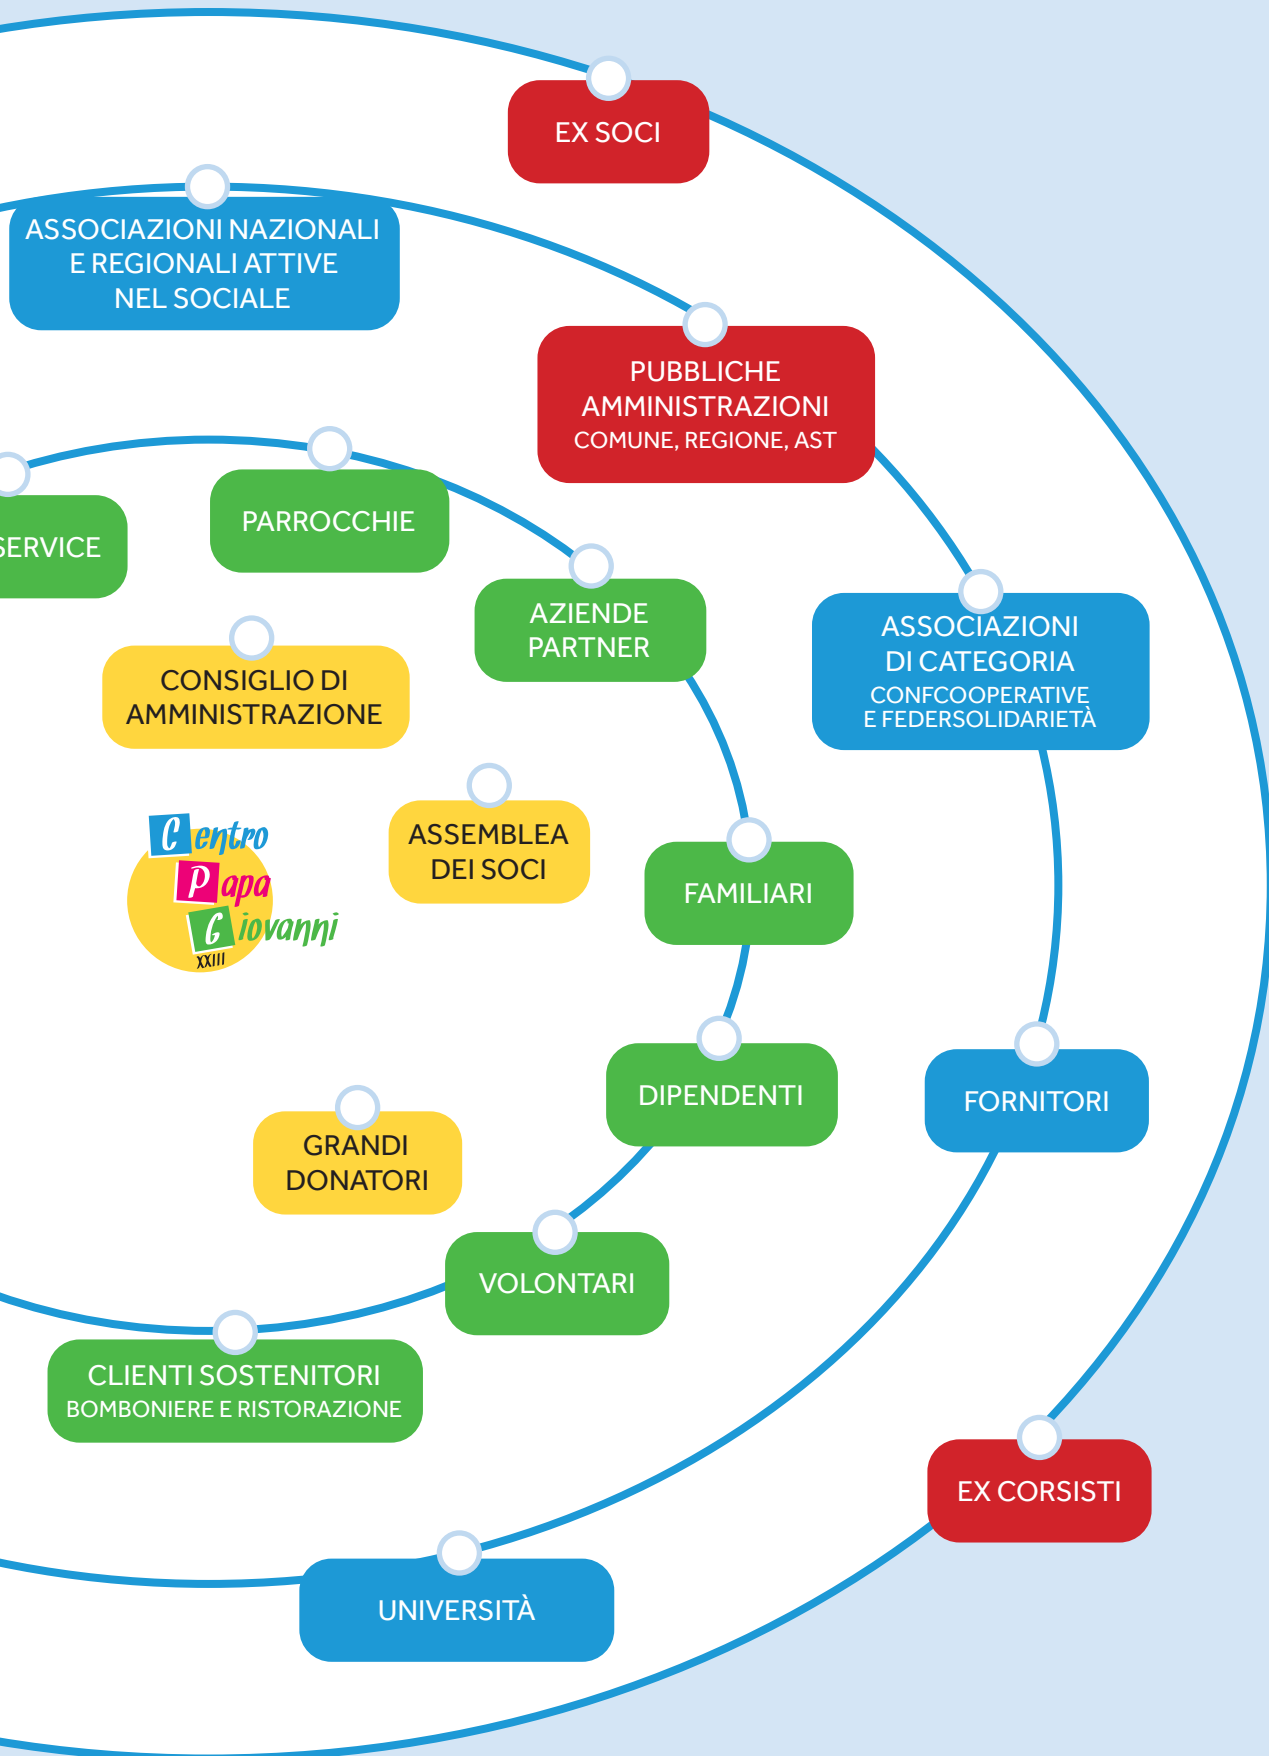 EX SOCI
ASSOCIAZIONI NAZIONALI
E REGIONALI ATTIVE
NEL SOCIALE
PUBBLICHE
AMMINISTRAZIONI
COMUNE, REGIONE, AST
SERVICE
PARROCCHIE
AZIENDE
PARTNER
ASSOCIAZIONI
DI CATEGORIA
CONFCOOPERATIVE
E FEDERSOLIDARIETÀ
CONSIGLIO DI
AMMINISTRAZIONE
ASSEMBLEA
DEI SOCI
Centro
Papa
Giovanni
XXIII
FAMILIARI
DIPENDENTI
FORNITORI
GRANDI
DONATORI
VOLONTARI
CLIENTI SOSTENITORI
BOMBONIERE E RISTORAZIONE
EX CORSISTI
UNIVERSITÀ